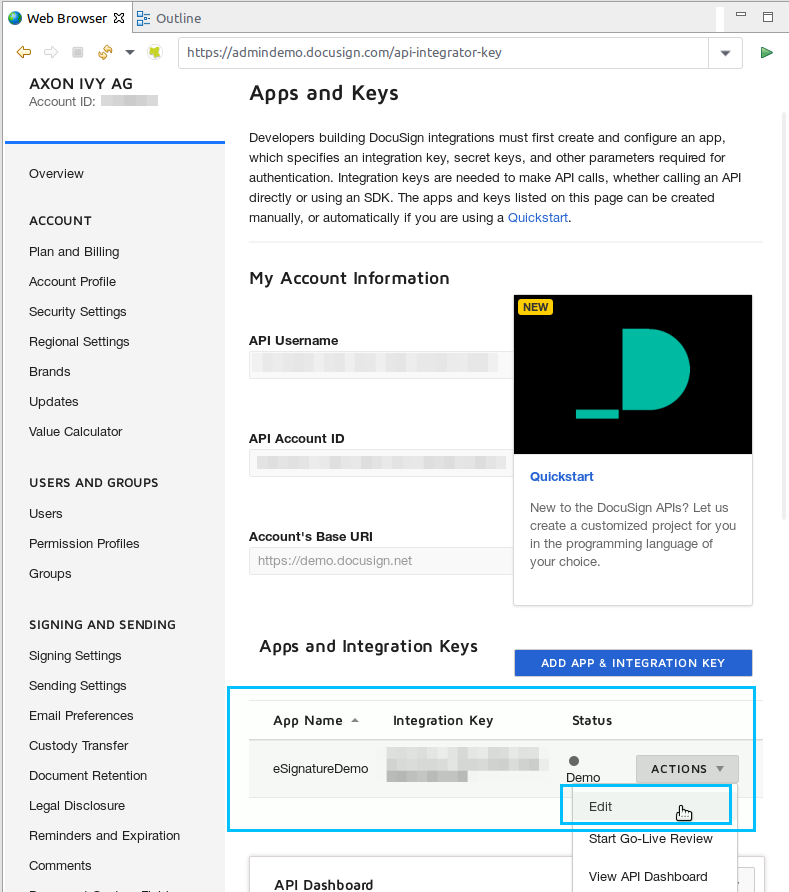 Web Browser
Outline
https://admindemo.docusign.com/api-integrator-key
AXON IVY AG
Account ID:
Overview
ACCOUNT
Plan and Billing
Account Profile
Security Settings
Regional Settings
Brands
Updates
Value Calculator
USERS AND GROUPS
Users
Permission Profiles
Groups
SIGNING AND SENDING
Signing Settings
Sending Settings
Email Preferences
Custody Transfer
Document Retention
Legal Disclosure
Reminders and Expiration
Comments
Apps and Keys
Developers building DocuSign integrations must first create and configure an app,
which specifies an integration key, secret keys, and other parameters required for
authentication. Integration keys are needed to make API calls, whether calling an API
directly or using an SDK. The apps and keys listed on this page can be created
manually, or automatically if you are using a Quickstart.
My Account Information
API Username
API Account ID
Account's Base URI
https://demo.docusign.net
NEW
Quickstart
New to the DocuSign APIs? Let us
create a customized project for you
in the programming language of
your choice.
Apps and Integration Keys
ADD APP & INTEGRATION KEY
App Name Integration Key Status
eSignatureDemo
Demo
ACTIONS
Edit
Start Go-Live Review
View API Dashboard
API Dashboard